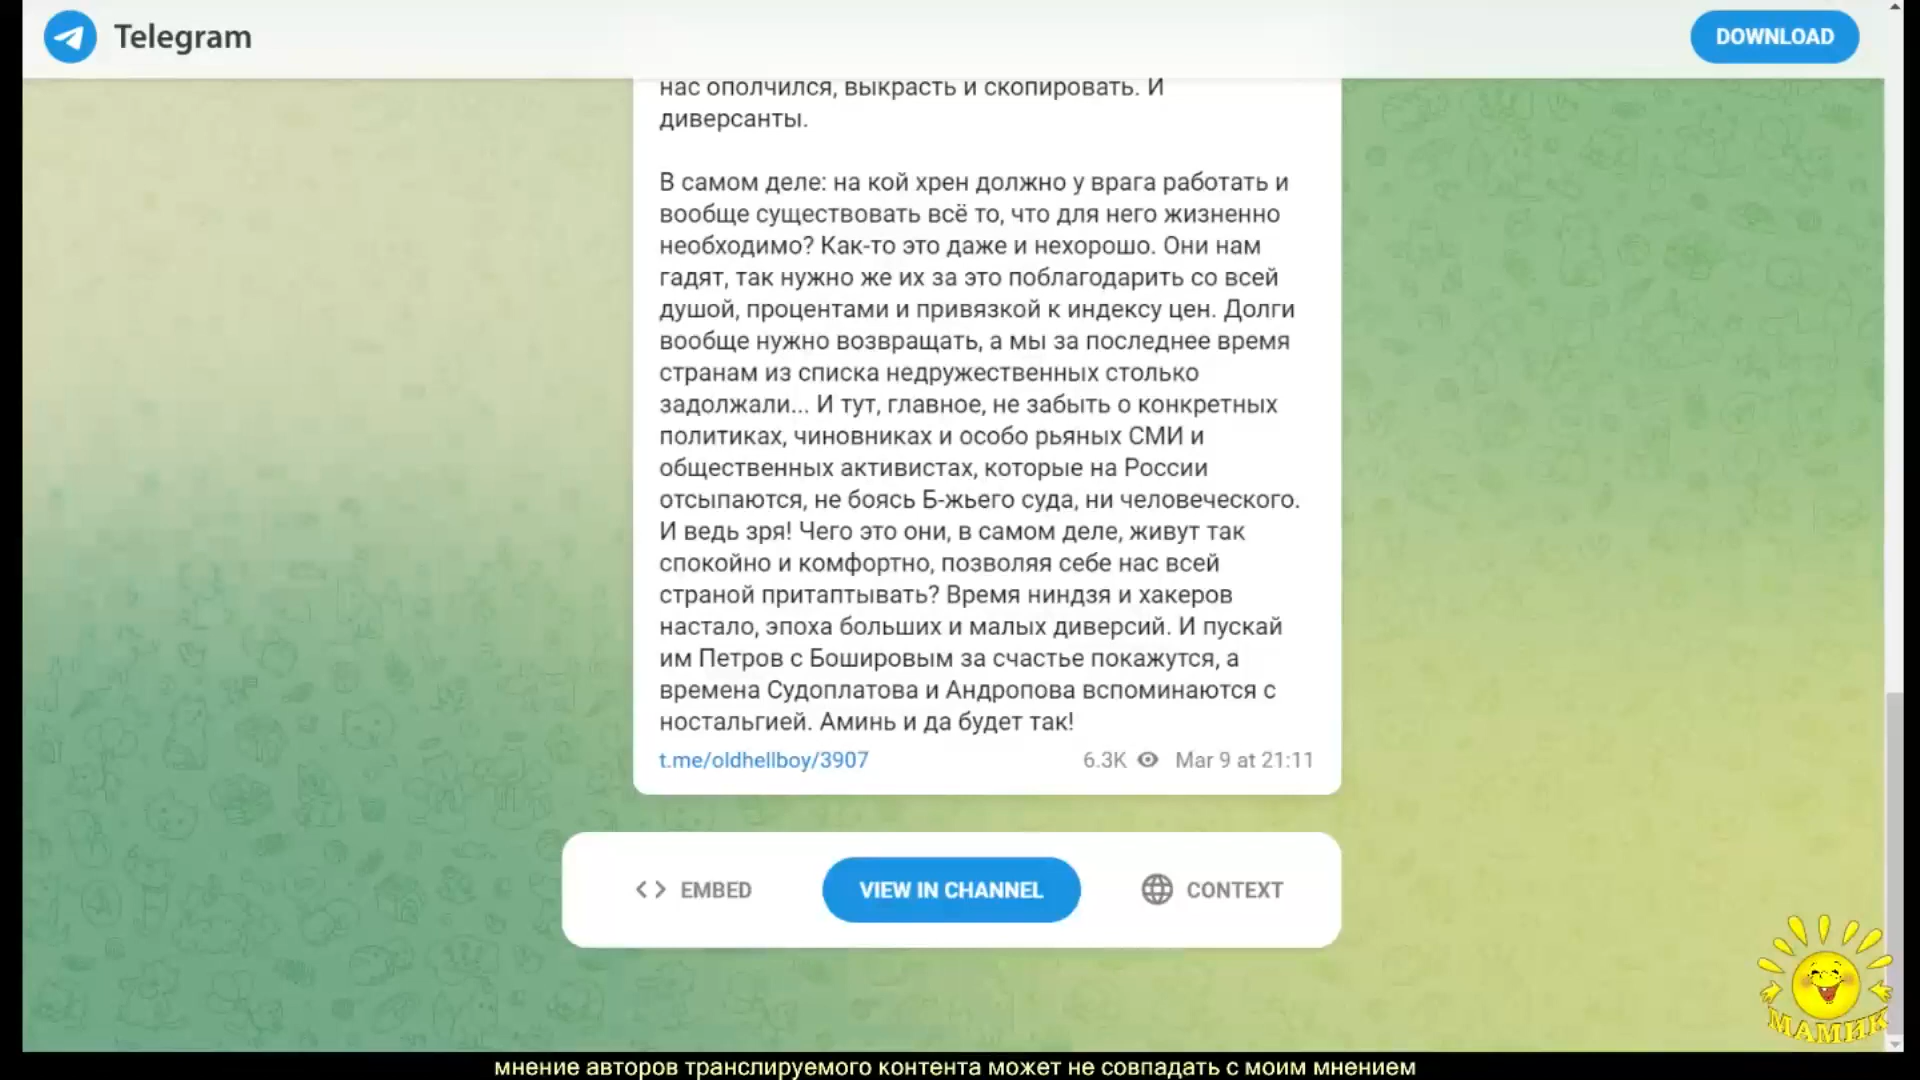 Telegram
DOWNLOAD
нас ополчился, выкрасть и скопировать. И
диверсанты.
В самом деле: на кой хрен должно у врага работать и
вообще существовать всё то, что для него жизненно
необходимо? Как-то это даже и нехорошо. Они нам
гадят, так нужно же их за это поблагодарить со всей
душой, процентами и привязкой к индексу цен. Долги
вообще нужно возвращать, а мы за последнее время
странам из списка недружественных столько
задолжали... И тут, главное, не забыть о конкретных
политиках, чиновниках и особо рьяных СМИ и
общественных активистах, которые на России
отсыпаются, не боясь Б-жьего суда, ни человеческого.
И ведь зря! Чего это они, в самом деле, живут так
спокойно и комфортно, позволяя себе нас всей
страной притаптывать? Время ниндзя и хакеров
настало, эпоха больших и малых диверсий. И пускай
им Петров с Бошировым за счастье покажутся, а
времена Судоплатова и Андропова вспоминаются с
ностальгией. Аминь и да будет так!
t.me/oldhellboy/3907 6.3K Mar 9 at 21:11
EMBED VIEW IN CHANNEL CONTEXT
МАМИК
мнение авторов транслируемого контента может не совпадать с моим мнением